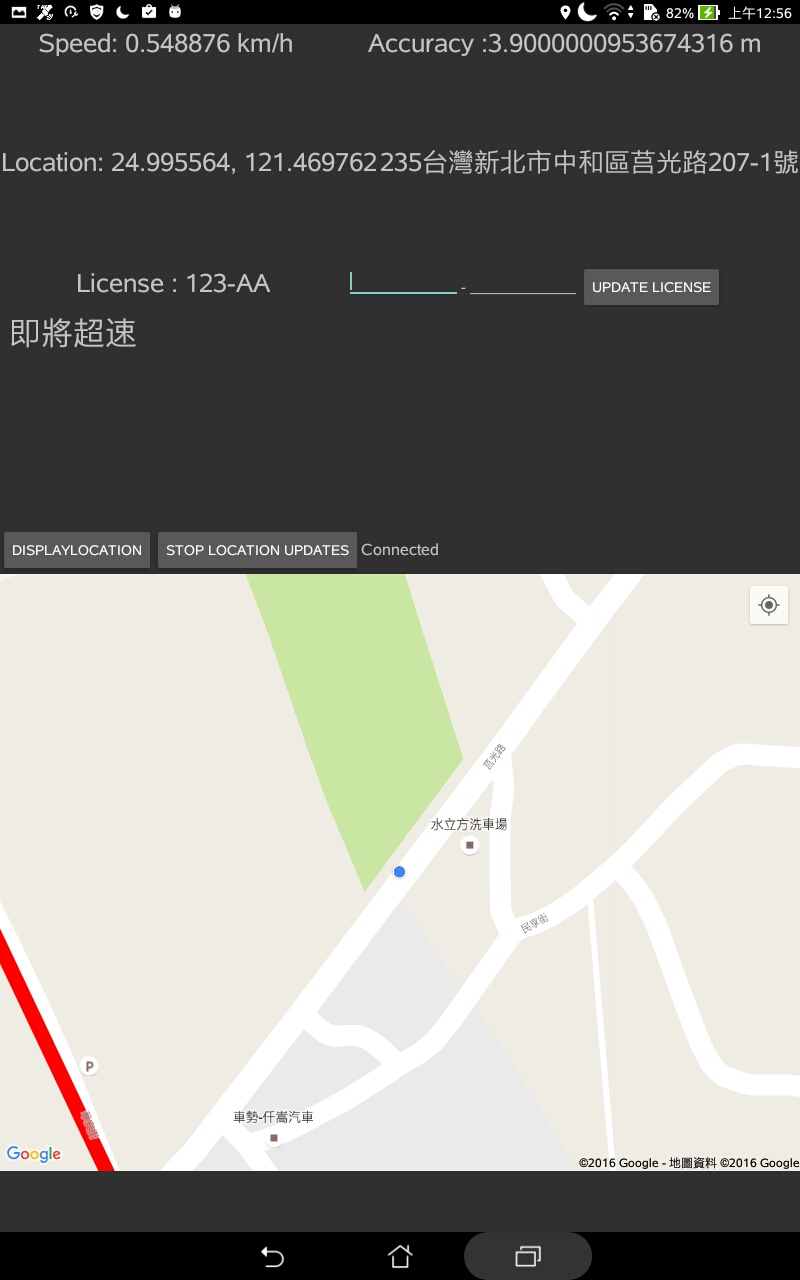 82% 上午12:56
Speed: 0.548876 km/h Accuracy :3.9000000953674316 m
Location: 24.995564, 121.469762 235台灣新北市中和區莒光路207-1號
License : 123-AA - UPDATE LICENSE
即將超速
DISPLAYLOCATION STOP LOCATION UPDATES Connected
莒光路
水立方洗車場
民享街
P
車勢-仟嵩汽車
Google ©2016 Google - 地圖資料 ©2016 Google